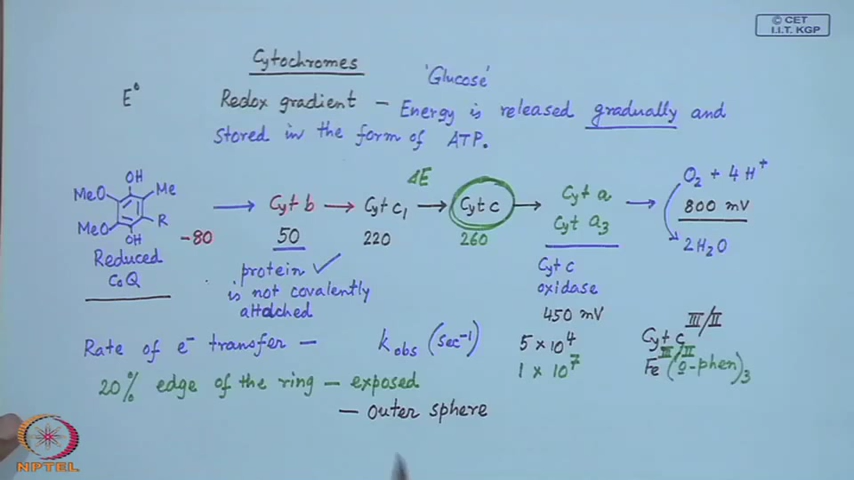 © CET
I.I.T. KGP
Cytochromes
'Glucose'
E°
Redox gradient – Energy is released gradually and
stored in the form of ATP.
OH
MeO
Me
MeO
R
OH
Reduced
CoQ
-80
Cyt b
50
Cyt c1
220
ΔE
Cyt c
260
Cyt a
Cyt a3
O2 + 4H+
800 mV
2H2O
protein ✓
is not covalently
attached
Cyt c
oxidase
450 mV
Rate of e- transfer – kobs (sec-1)
5 × 10^4
Cyt c III/II
20% edge of the ring – exposed
1 × 10^7
Fe III/II (o-phen)3
– outer sphere
NPTEL